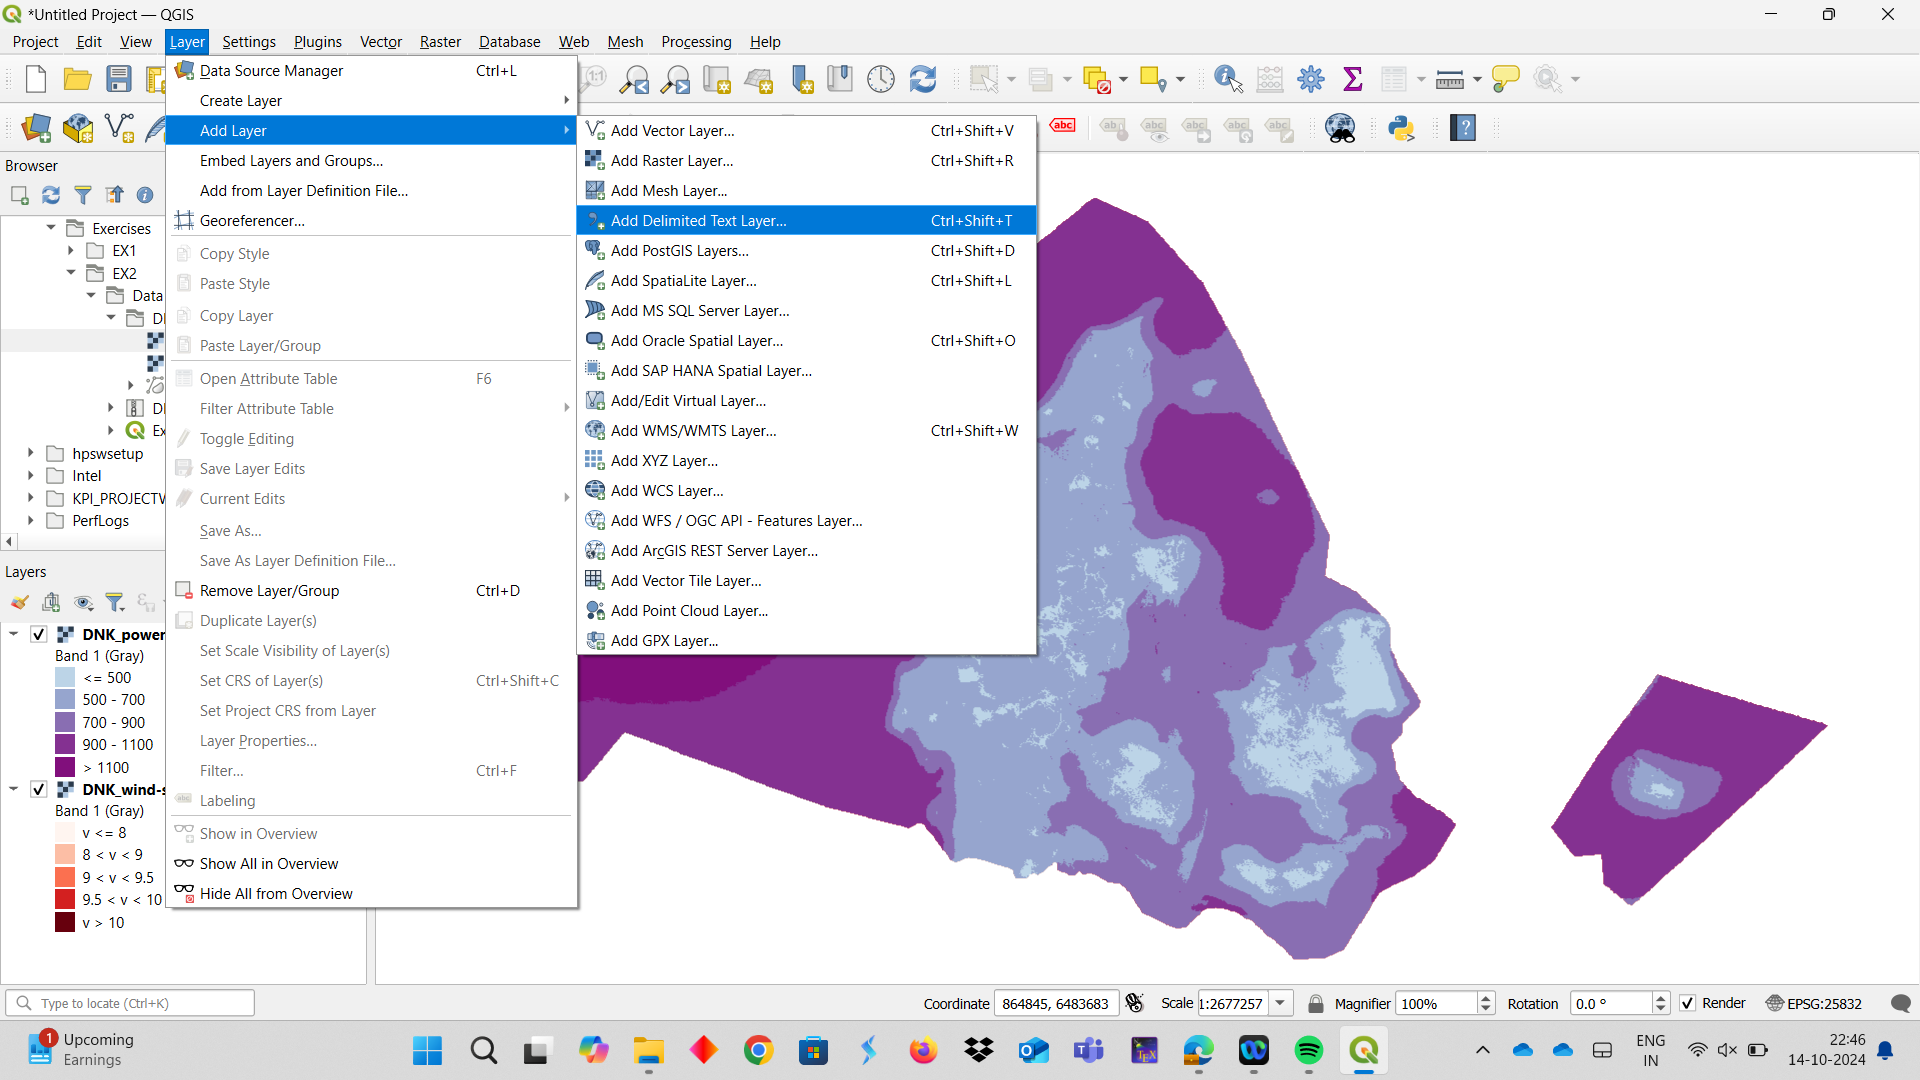 *Untitled Project — QGIS
Project Edit View Layer Settings Plugins Vector Raster Database Web Mesh Processing Help
Browser
Exercises
EX1
EX2
Data
hpswsetup
Intel
PerfLogs
Layers
DNK_power
Band 1 (Gray)
<= 500
500 - 700
700 - 900
900 - 1100
> 1100
DNK_wind-s
Band 1 (Gray)
v <= 8
8 < v < 9
9 < v < 9.5
9.5 < v < 10
v > 10
Data Source Manager Ctrl+L
Create Layer
Add Layer
Embed Layers and Groups...
Add from Layer Definition File...
Georeferencer...
Copy Style
Paste Style
Copy Layer
Paste Layer/Group
Open Attribute Table F6
Filter Attribute Table
Toggle Editing
Save Layer Edits
Current Edits
Save As...
Save As Layer Definition File...
Remove Layer/Group Ctrl+D
Duplicate Layer(s)
Set Scale Visibility of Layer(s)
Set CRS of Layer(s) Ctrl+Shift+C
Set Project CRS from Layer
Layer Properties...
Filter... Ctrl+F
Labeling
Show in Overview
Show All in Overview
Hide All from Overview
Add Vector Layer... Ctrl+Shift+V
Add Raster Layer... Ctrl+Shift+R
Add Mesh Layer...
Add Delimited Text Layer... Ctrl+Shift+T
Add PostGIS Layers... Ctrl+Shift+D
Add SpatiaLite Layer... Ctrl+Shift+L
Add MS SQL Server Layer...
Add Oracle Spatial Layer... Ctrl+Shift+O
Add SAP HANA Spatial Layer...
Add/Edit Virtual Layer...
Add WMS/WMTS Layer... Ctrl+Shift+W
Add XYZ Layer...
Add WCS Layer...
Add WFS / OGC API - Features Layer...
Add ArcGIS REST Server Layer...
Add Vector Tile Layer...
Add Point Cloud Layer...
Add GPX Layer...
abc
Type to locate (Ctrl+K)
Coordinate 864845, 6483683 Scale 1:2677257 Magnifier 100% Rotation 0.0 ° Render EPSG:25832
1
Upcoming
Earnings
ENG
IN
22:46
14-10-2024